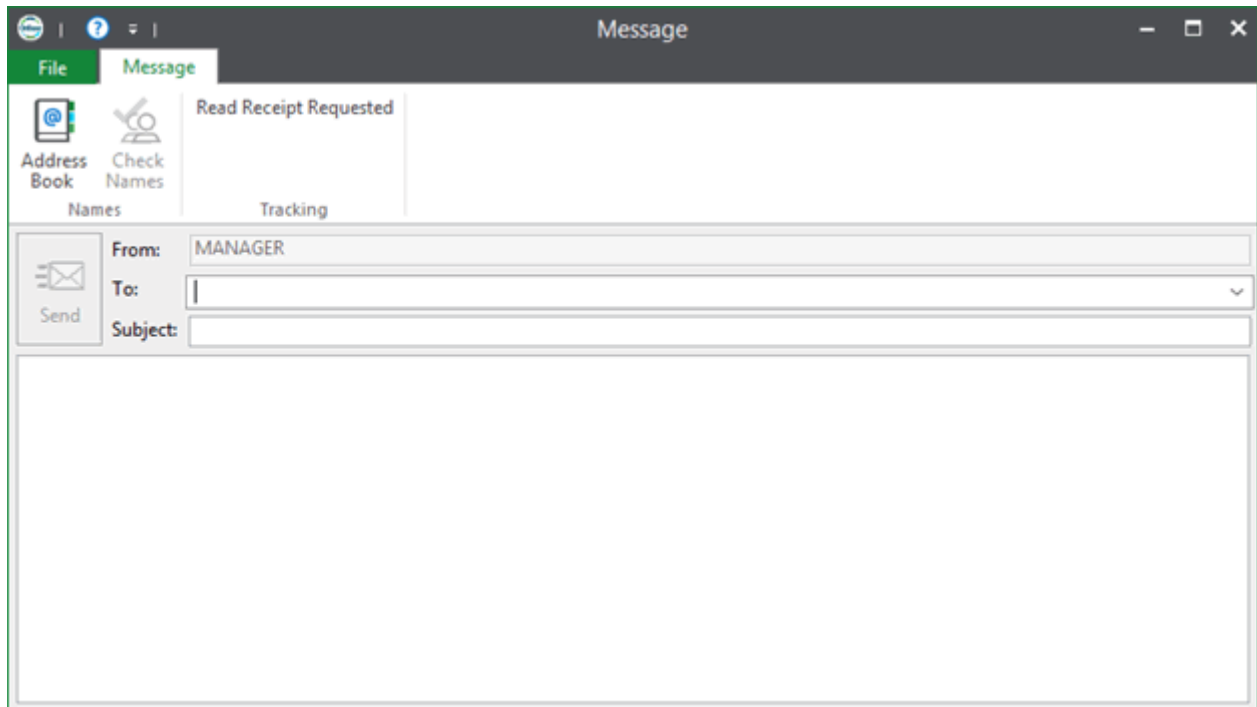 Message
File Message
Read Receipt Requested
Address
Book
Check
Names
Names Tracking
Send
From: MANAGER
To:
Subject: